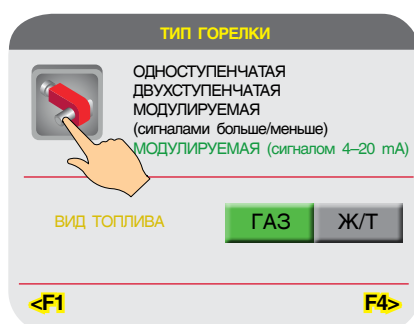 ТИП ГОРЕЛКИ
ОДНОСТУПЕНЧАТАЯ
ДВУХСТУПЕНЧАТАЯ
МОДУЛИРУЕМАЯ
(сигналами больше/меньше)
МОДУЛИРУЕМАЯ (сигналом 4–20 mA)
ВИД ТОПЛИВА ГАЗ Ж/Т
<F1 F4>